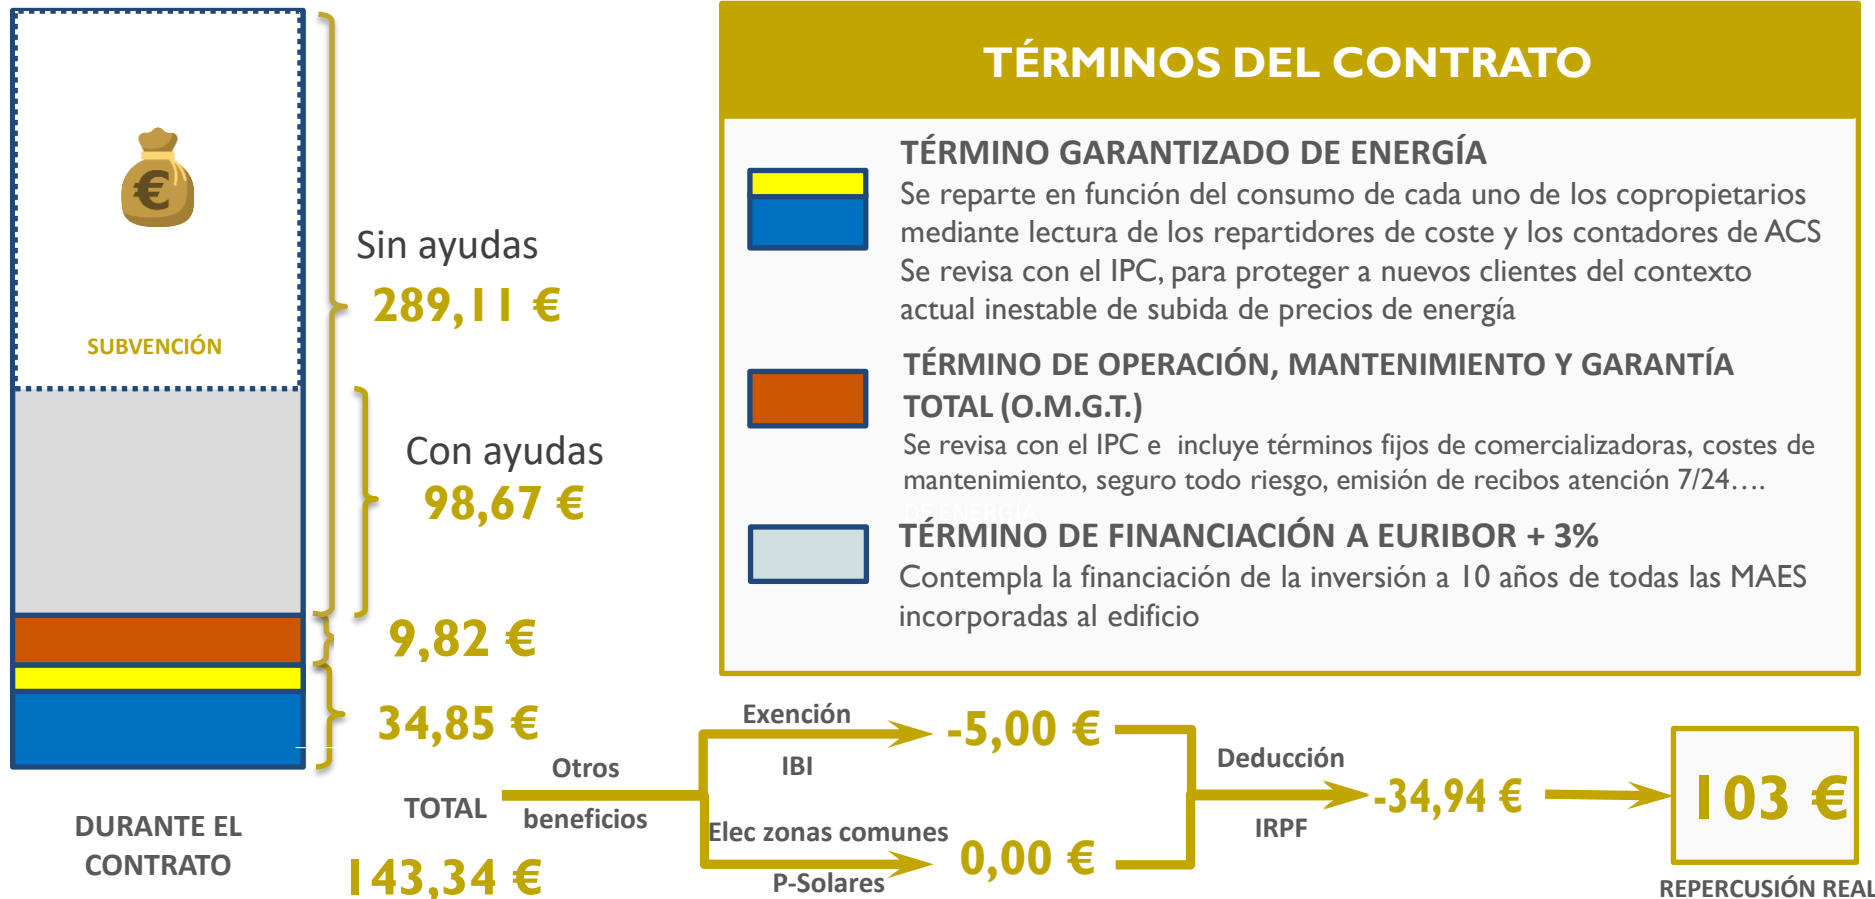 €
SUBVENCIÓN
Sin ayudas
289,11 €
Con ayudas
98,67 €
9,82 €
34,85 €
DURANTE EL
CONTRATO
TOTAL
143,34 €
TÉRMINOS DEL CONTRATO
TÉRMINO GARANTIZADO DE ENERGÍA
Se reparte en función del consumo de cada uno de los copropietarios
mediante lectura de los repartidores de coste y los contadores de ACS
Se revisa con el IPC, para proteger a nuevos clientes del contexto
actual inestable de subida de precios de energía
TÉRMINO DE OPERACIÓN, MANTENIMIENTO Y GARANTÍA
TOTAL (O.M.G.T.)
Se revisa con el IPC e incluye términos fijos de comercializadoras, costes de
mantenimiento, seguro todo riesgo, emisión de recibos atención 7/24....
DE ENERGÍA
TÉRMINO DE FINANCIACIÓN A EURIBOR + 3%
Contempla la financiación de la inversión a 10 años de todas las MAES
incorporadas al edificio
Otros
beneficios
Exención
IBI
-5,00 €
Elec zonas comunes
P-Solares
0,00 €
Deducción
IRPF
-34,94 €
103 €
REPERCUSIÓN REAL